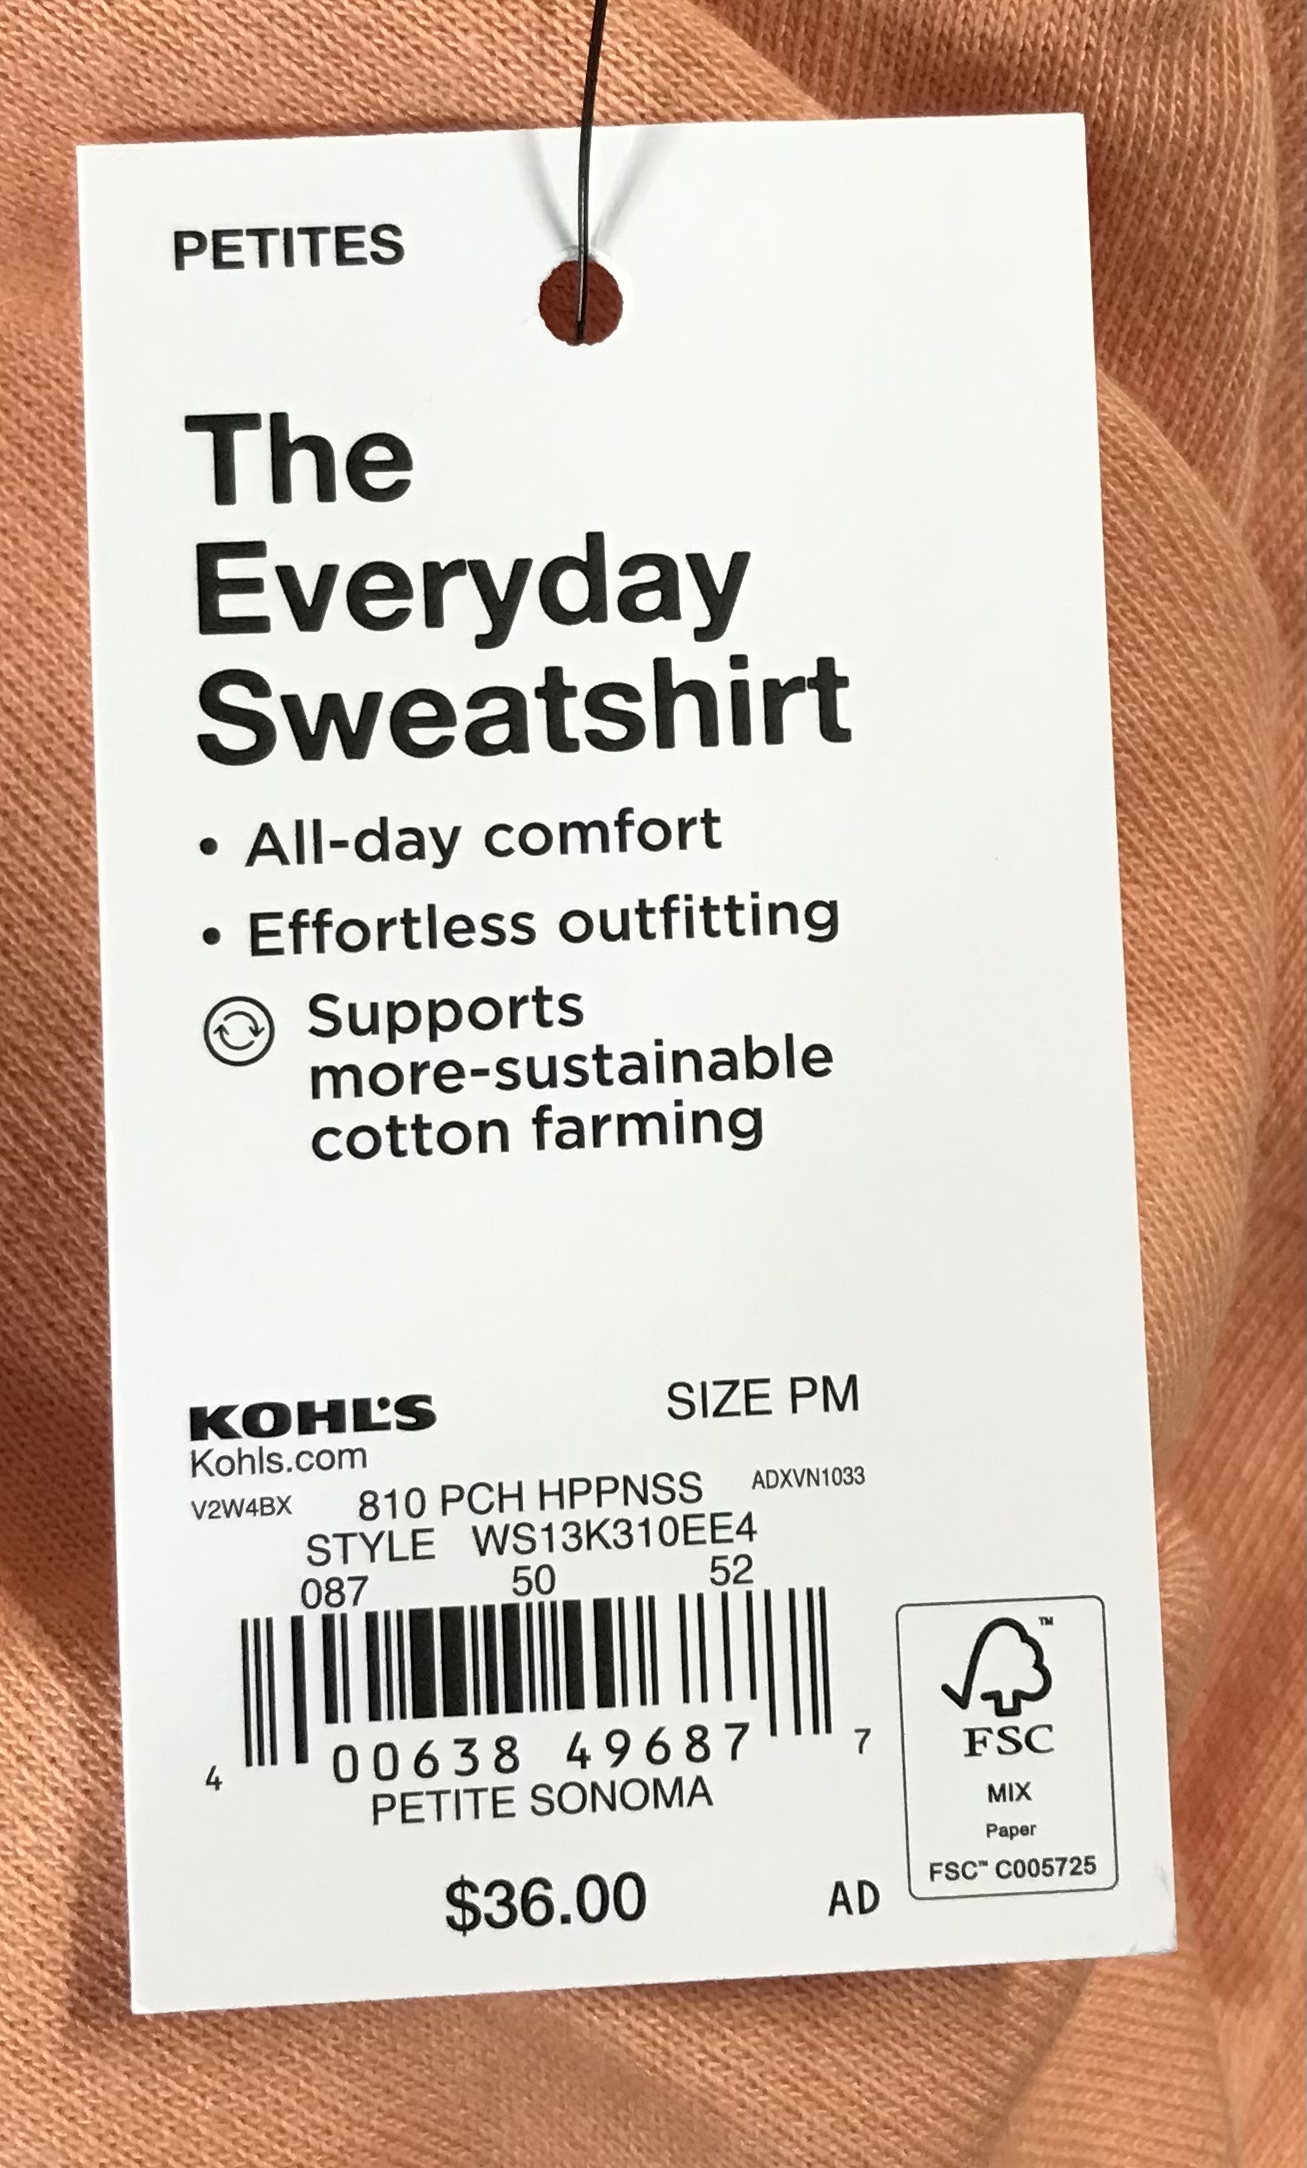 PETITES
The
Everyday
Sweatshirt
• All-day comfort
• Effortless outfitting
Supports
more-sustainable
cotton farming
KOHL'S SIZE PM
Kohls.com
V2W4BX 810 PCH HPPNSS ADXVN1033
STYLE WS13K310EE4
087 50 52
4 00638 49687 7
PETITE SONOMA
$36.00 AD
TM
FSC
MIX
Paper
FSC™ C005725